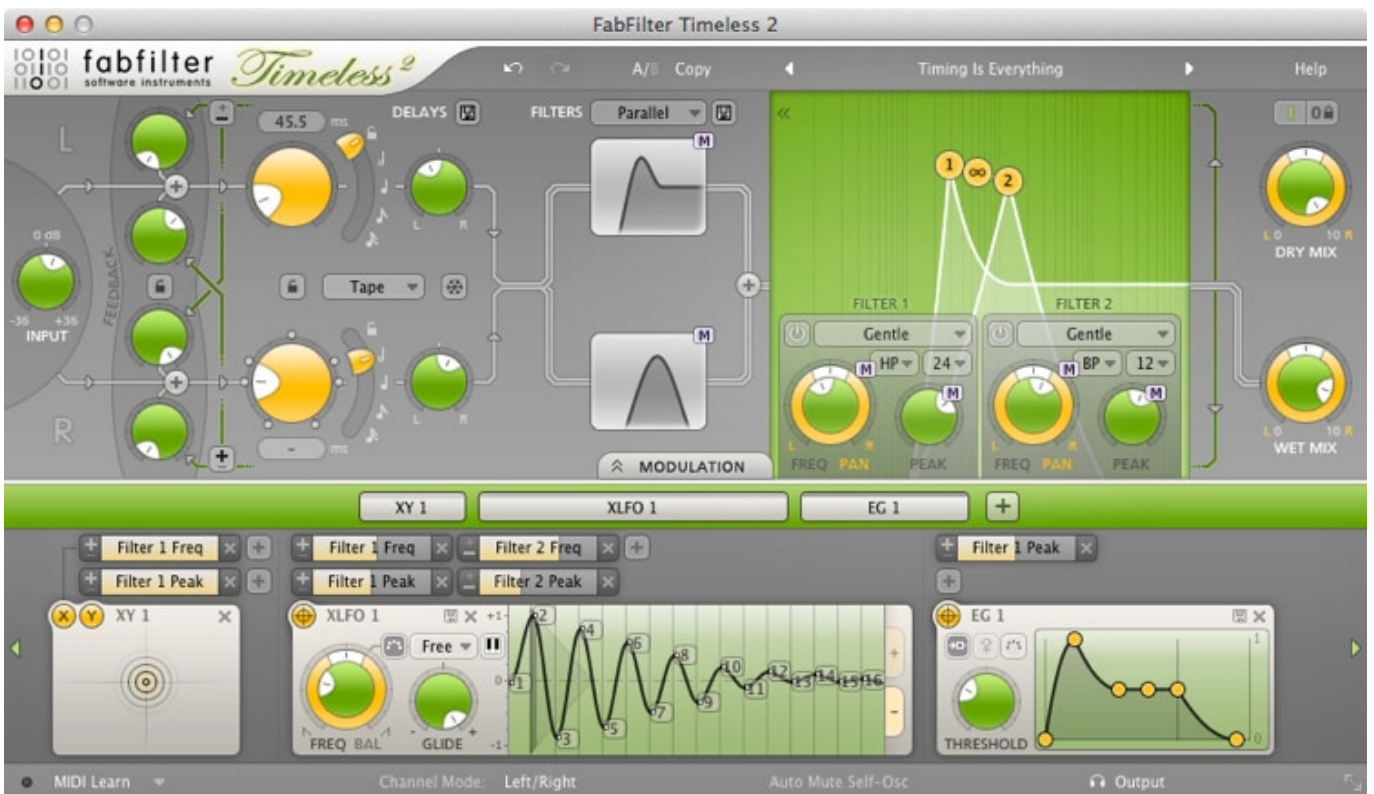 FabFilter Timeless 2
fabfilter
software instruments
Timeless 2
A/B Copy
Timing Is Everything
Help
L
45.5 ms
DELAYS
FILTERS
Parallel
M
1
∞
2
0
L 0 10 R
DRY MIX
L R
0 dB
-36 +36
INPUT
FEEDBACK
Tape
FILTER 1
FILTER 2
M
Gentle
Gentle
M HP 24
M BP 12
M
M
L R
L R
FREQ PAN PEAK
FREQ PAN PEAK
R
- ms
L R
L 0 10 R
WET MIX
MODULATION
XY 1
XLFO 1
EG 1
+
Filter 1 Freq
Filter 1 Freq
Filter 2 Freq
Filter 1 Peak
Filter 1 Peak
Filter 1 Peak
Filter 2 Peak
X Y XY 1
XLFO 1
Free
FREQ BAL
- +
GLIDE
+1
0
-1
1 2 3 4 5 6 7 8 9 10 11 12 13 14 15 16
+
-
EG 1
1
0
THRESHOLD
MIDI Learn
Channel Mode: Left/Right
Auto Mute Self-Osc
Output